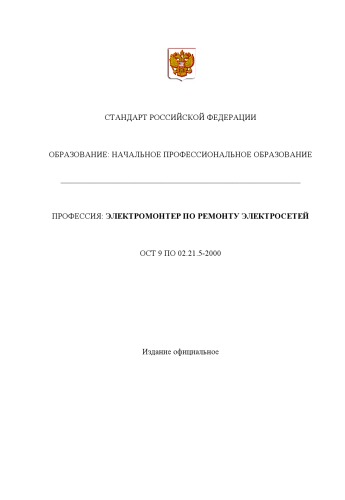 СТАНДАРТ РОССИЙСКОЙ ФЕДЕРАЦИИ
ОБРАЗОВАНИЕ: НАЧАЛЬНОЕ ПРОФЕССИОНАЛЬНОЕ ОБРАЗОВАНИЕ
ПРОФЕССИЯ: ЭЛЕКТРОМОНТЕР ПО РЕМОНТУ ЭЛЕКТРОСЕТЕЙ
ОСТ 9 ПО 02.21.5-2000
Издание официальное